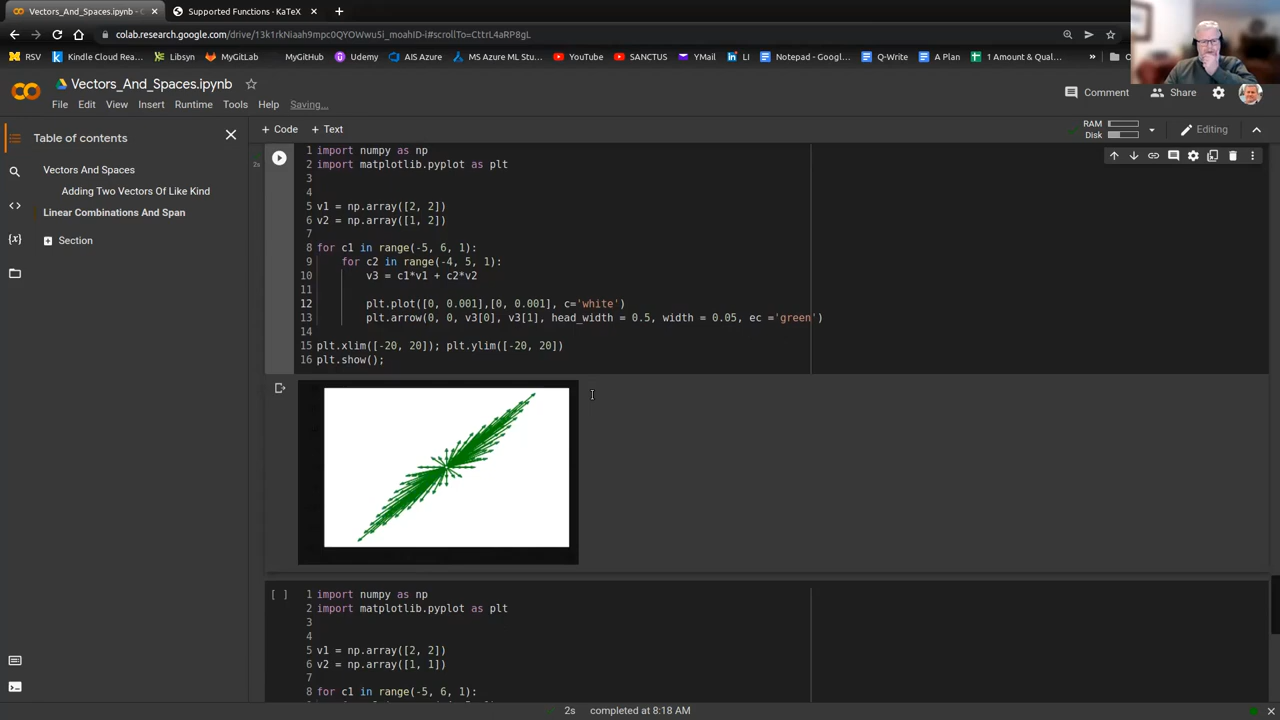 Vectors_And_Spaces.ipynb - C
Supported Functions - KaTeX
colab.research.google.com/drive/13k1rkNiaah9mpc0QYOWwu5i_moahID-i#scrollTo=CttrL4aRP8gL
RSV
Kindle Cloud Rea...
Libsyn
MyGitLab
MyGitHub
Udemy
AIS Azure
MS Azure ML Stu...
YouTube
SANCTUS
YMail
LI
Notepad - Googl...
Q-Write
A Plan
1 Amount & Qual...
Vectors_And_Spaces.ipynb
File Edit View Insert Runtime Tools Help Saving...
Comment
Share
+ Code + Text
RAM
Disk
Editing
Table of contents
Vectors And Spaces
Adding Two Vectors Of Like Kind
Linear Combinations And Span
Section
2s
1 import numpy as np
2 import matplotlib.pyplot as plt
3
4
5 v1 = np.array([2, 2])
6 v2 = np.array([1, 2])
7
8 for c1 in range(-5, 6, 1):
9 for c2 in range(-4, 5, 1):
10 v3 = c1*v1 + c2*v2
11
12 plt.plot([0, 0.001],[0, 0.001], c='white')
13 plt.arrow(0, 0, v3[0], v3[1], head_width = 0.5, width = 0.05, ec ='green')
14
15 plt.xlim([-20, 20]); plt.ylim([-20, 20])
16 plt.show();
[ ]
1 import numpy as np
2 import matplotlib.pyplot as plt
3
4
5 v1 = np.array([2, 2])
6 v2 = np.array([1, 1])
7
8 for c1 in range(-5, 6, 1):
2s completed at 8:18 AM